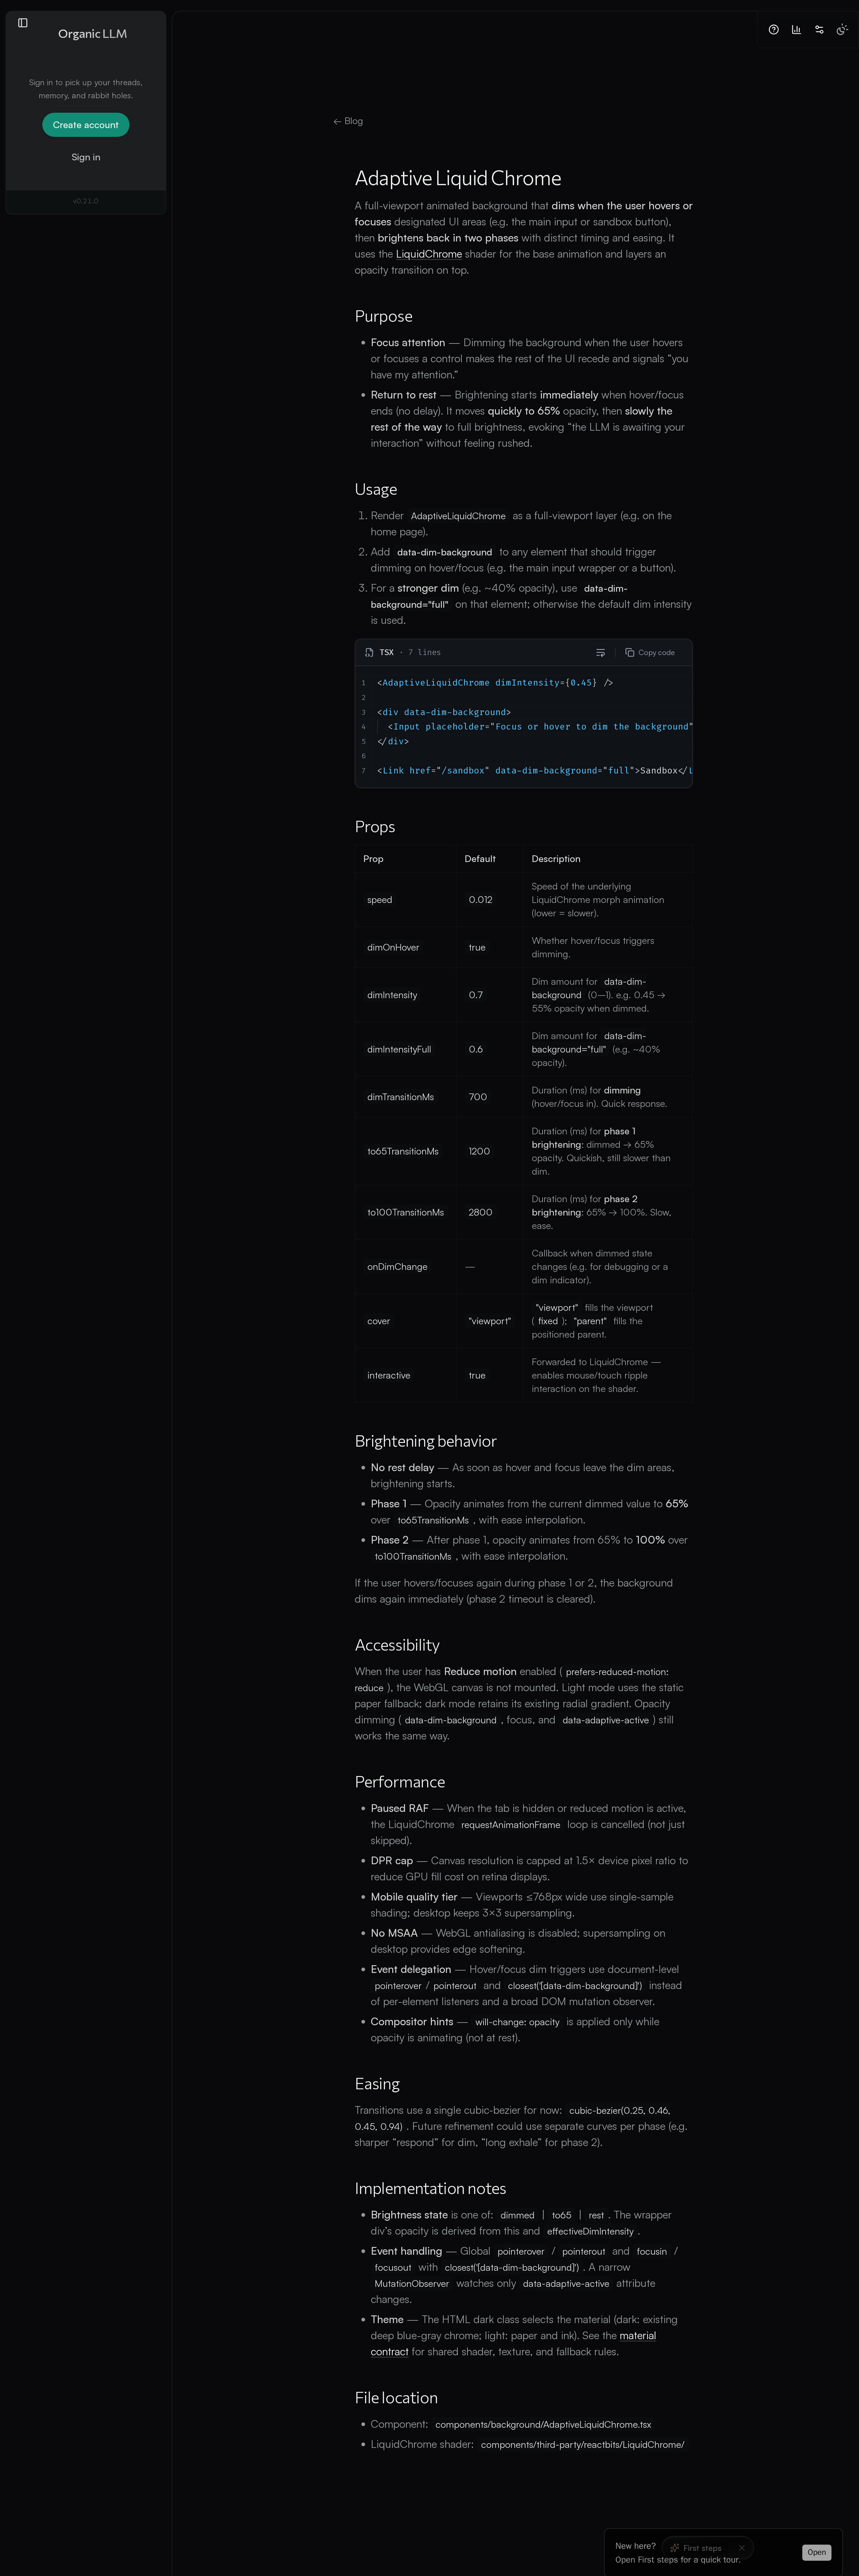 Organic LLM
Sign in to pick up your threads,
memory, and rabbit holes.
Create account
Sign in
v0.21.0
← Blog
Adaptive Liquid Chrome
A full-viewport animated background that dims when the user hovers or
focuses designated UI areas (e.g. the main input or sandbox button),
then brightens back in two phases with distinct timing and easing. It
uses the LiquidChrome shader for the base animation and layers an
opacity transition on top.
Purpose
• Focus attention — Dimming the background when the user hovers
or focuses a control makes the rest of the UI recede and signals “you
have my attention.”
• Return to rest — Brightening starts immediately when hover/focus
ends (no delay). It moves quickly to 65% opacity, then slowly the
rest of the way to full brightness, evoking “the LLM is awaiting your
interaction” without feeling rushed.
Usage
1. Render AdaptiveLiquidChrome as a full-viewport layer (e.g. on the
home page).
2. Add data-dim-background to any element that should trigger
dimming on hover/focus (e.g. the main input wrapper or a button).
3. For a stronger dim (e.g. ~40% opacity), use data-dim-
background="full" on that element; otherwise the default dim intensity
is used.
TSX · 7 lines
Copy code
1 <AdaptiveLiquidChrome dimIntensity={0.45} />
2
3 <div data-dim-background>
4 <Input placeholder="Focus or hover to dim the background"
5 </div>
6
7 <Link href="/sandbox" data-dim-background="full">Sandbox</L
Props
Prop Default Description
speed 0.012 Speed of the underlying
LiquidChrome morph animation
(lower = slower).
dimOnHover true Whether hover/focus triggers
dimming.
dimIntensity 0.7 Dim amount for data-dim-
background (0–1). e.g. 0.45 →
55% opacity when dimmed.
dimIntensityFull 0.6 Dim amount for data-dim-
background="full" (e.g. ~40%
opacity).
dimTransitionMs 700 Duration (ms) for dimming
(hover/focus in). Quick response.
to65TransitionMs 1200 Duration (ms) for phase 1
brightening: dimmed → 65%
opacity. Quickish, still slower than
dim.
to100TransitionMs 2800 Duration (ms) for phase 2
brightening: 65% → 100%. Slow,
ease.
onDimChange — Callback when dimmed state
changes (e.g. for debugging or a
dim indicator).
cover "viewport" "viewport" fills the viewport
( fixed ); "parent" fills the
positioned parent.
interactive true Forwarded to LiquidChrome —
enables mouse/touch ripple
interaction on the shader.
Brightening behavior
• No rest delay — As soon as hover and focus leave the dim areas,
brightening starts.
• Phase 1 — Opacity animates from the current dimmed value to 65%
over to65TransitionMs , with ease interpolation.
• Phase 2 — After phase 1, opacity animates from 65% to 100% over
to100TransitionMs , with ease interpolation.
If the user hovers/focuses again during phase 1 or 2, the background
dims again immediately (phase 2 timeout is cleared).
Accessibility
When the user has Reduce motion enabled ( prefers-reduced-motion:
reduce ), the WebGL canvas is not mounted. Light mode uses the static
paper fallback; dark mode retains its existing radial gradient. Opacity
dimming ( data-dim-background , focus, and data-adaptive-active ) still
works the same way.
Performance
• Paused RAF — When the tab is hidden or reduced motion is active,
the LiquidChrome requestAnimationFrame loop is cancelled (not just
skipped).
• DPR cap — Canvas resolution is capped at 1.5× device pixel ratio to
reduce GPU fill cost on retina displays.
• Mobile quality tier — Viewports ≤768px wide use single-sample
shading; desktop keeps 3×3 supersampling.
• No MSAA — WebGL antialiasing is disabled; supersampling on
desktop provides edge softening.
• Event delegation — Hover/focus dim triggers use document-level
pointerover / pointerout and closest('[data-dim-background]') instead
of per-element listeners and a broad DOM mutation observer.
• Compositor hints — will-change: opacity is applied only while
opacity is animating (not at rest).
Easing
Transitions use a single cubic-bezier for now: cubic-bezier(0.25, 0.46,
0.45, 0.94) . Future refinement could use separate curves per phase (e.g.
sharper “respond” for dim, “long exhale” for phase 2).
Implementation notes
• Brightness state is one of: dimmed | to65 | rest . The wrapper
div’s opacity is derived from this and effectiveDimIntensity .
• Event handling — Global pointerover / pointerout and focusin /
focusout with closest('[data-dim-background]') . A narrow
MutationObserver watches only data-adaptive-active attribute
changes.
• Theme — The HTML dark class selects the material (dark: existing
deep blue-gray chrome; light: paper and ink). See the material
contract for shared shader, texture, and fallback rules.
File location
• Component: components/background/AdaptiveLiquidChrome.tsx
• LiquidChrome shader: components/third-party/reactbits/LiquidChrome/
New here?
First steps
Open First steps for a quick tour.
Open